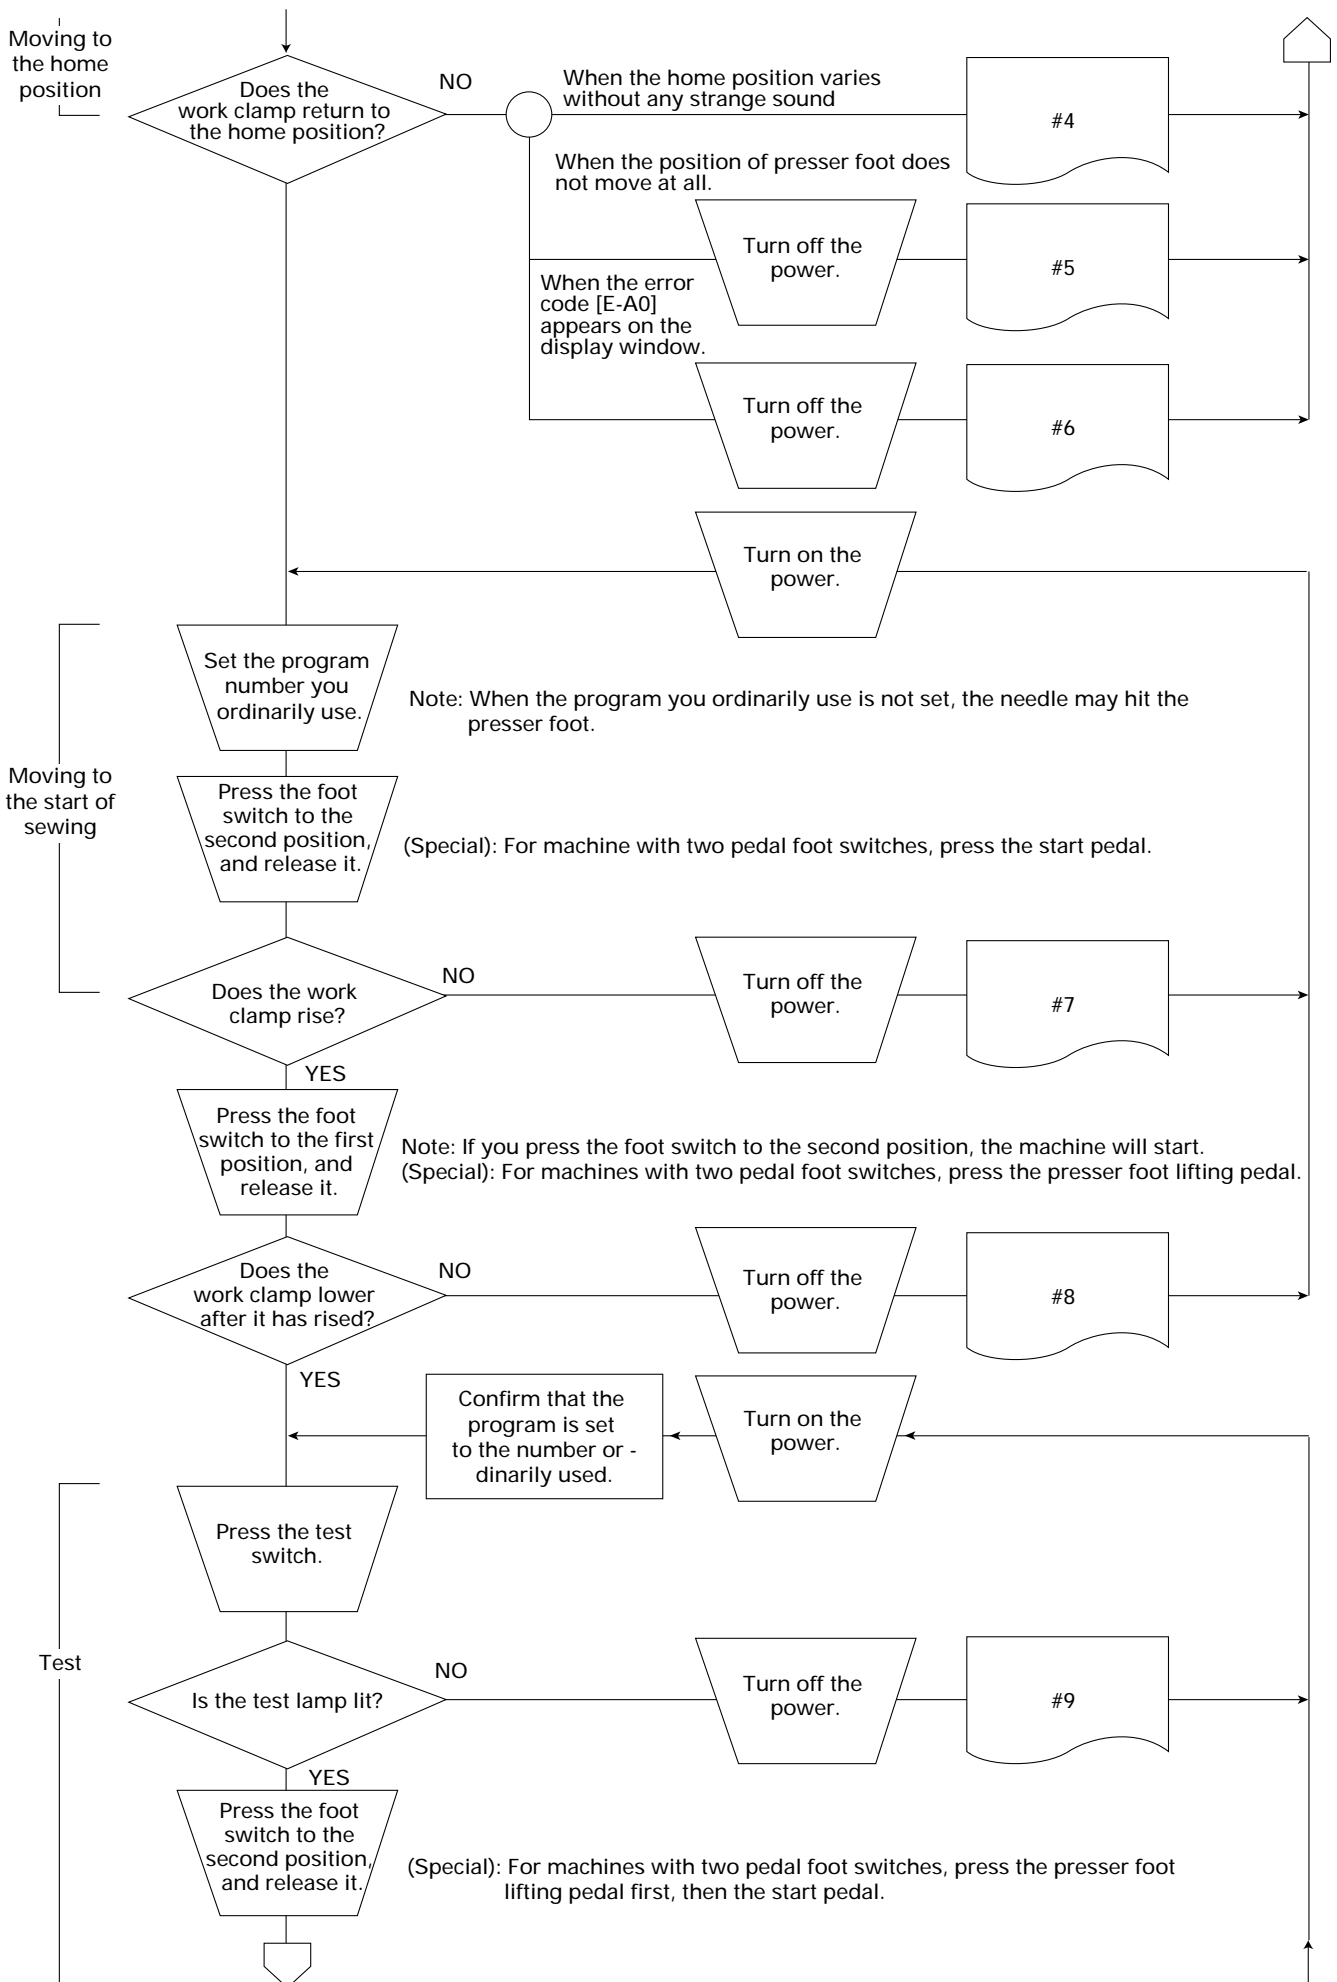 Moving to
the home
position
Does the
work clamp return to
the home position?
NO
When the home position varies
without any strange sound
#4
When the position of presser foot does
not move at all.
Turn off the
power.
#5
When the error
code [E-A0]
appears on the
display window.
Turn off the
power.
#6
Turn on the
power.
Moving to
the start of
sewing
Set the program
number you
ordinarily use.
Note: When the program you ordinarily use is not set, the needle may hit the
presser foot.
Press the foot
switch to the
second position,
and release it.
(Special): For machine with two pedal foot switches, press the start pedal.
Does the work
clamp rise?
NO
Turn off the
power.
#7
YES
Press the foot
switch to the first
position, and
release it.
Note: If you press the foot switch to the second position, the machine will start.
(Special): For machines with two pedal foot switches, press the presser foot lifting pedal.
Does the
work clamp lower
after it has rised?
NO
Turn off the
power.
#8
YES
Confirm that the
program is set
to the number or -
dinarily used.
Turn on the
power.
Test
Press the test
switch.
Is the test lamp lit?
NO
Turn off the
power.
#9
YES
Press the foot
switch to the
second position,
and release it.
(Special): For machines with two pedal foot switches, press the presser foot
lifting pedal first, then the start pedal.